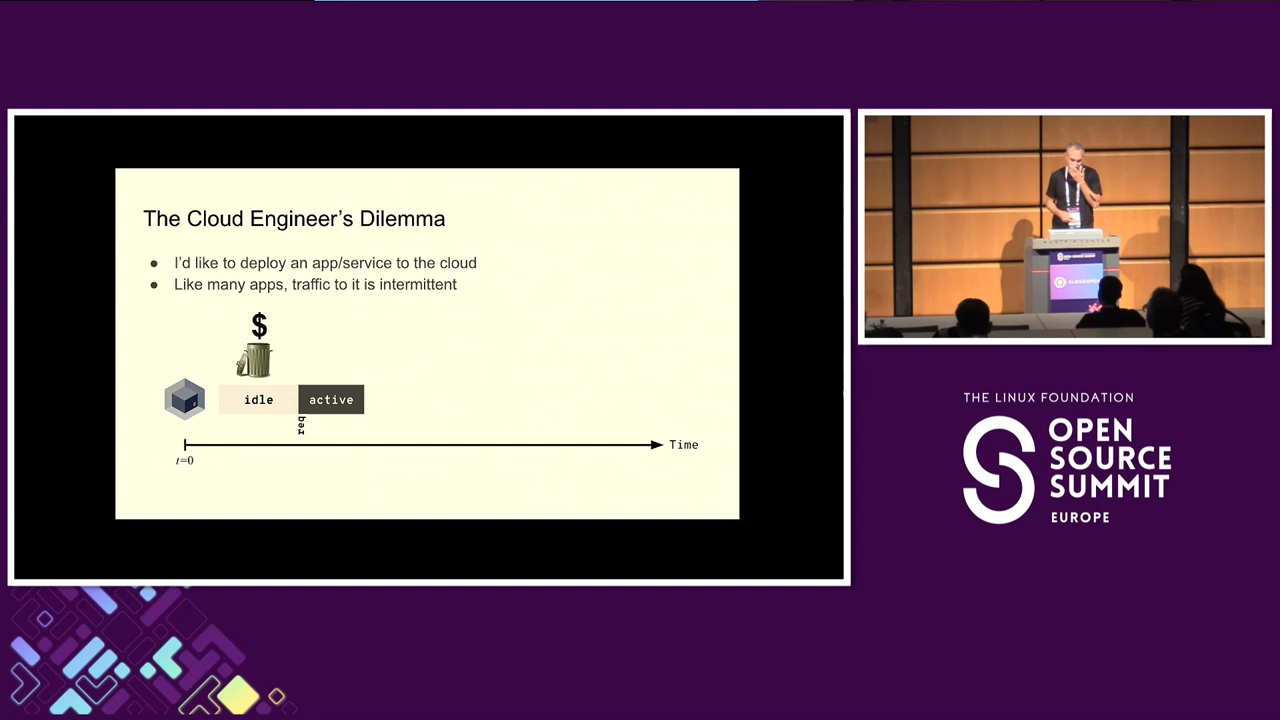 The Cloud Engineer’s Dilemma
● I’d like to deploy an app/service to the cloud
● Like many apps, traffic to it is intermittent
$
idle active
req
Time
t=0
THE LINUX FOUNDATION
OPEN
SOURCE
SUMMIT
EUROPE